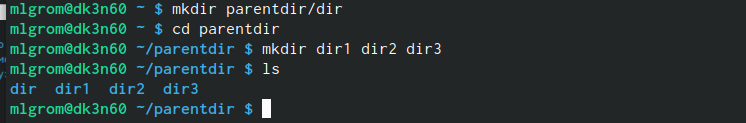 mlgrom@dk3n60 ~ $ mkdir parentdir/dir
mlgrom@dk3n60 ~ $ cd parentdir
mlgrom@dk3n60 ~/parentdir $ mkdir dir1 dir2 dir3
mlgrom@dk3n60 ~/parentdir $ ls
dir  dir1  dir2  dir3
mlgrom@dk3n60 ~/parentdir $